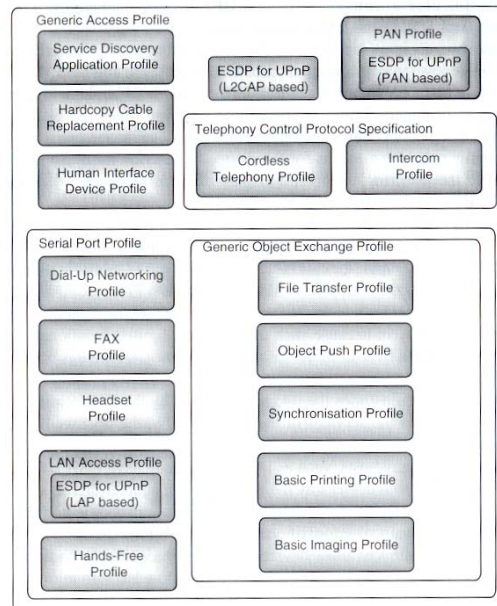 Generic Access Profile
Service Discovery
Application Profile
Hardcopy Cable
Replacement Profile
Human Interface
Device Profile
ESDP for UPnP
(L2CAP based)
PAN Profile
ESDP for UPnP
(PAN based)
Telephony Control Protocol Specification
Cordless
Telephony Profile
Intercom
Profile
Serial Port Profile
Dial-Up Networking
Profile
FAX
Profile
Headset
Profile
LAN Access Profile
ESDP for UPnP
(LAP based)
Hands-Free
Profile
Generic Object Exchange Profile
File Transfer Profile
Object Push Profile
Synchronisation Profile
Basic Printing Profile
Basic Imaging Profile